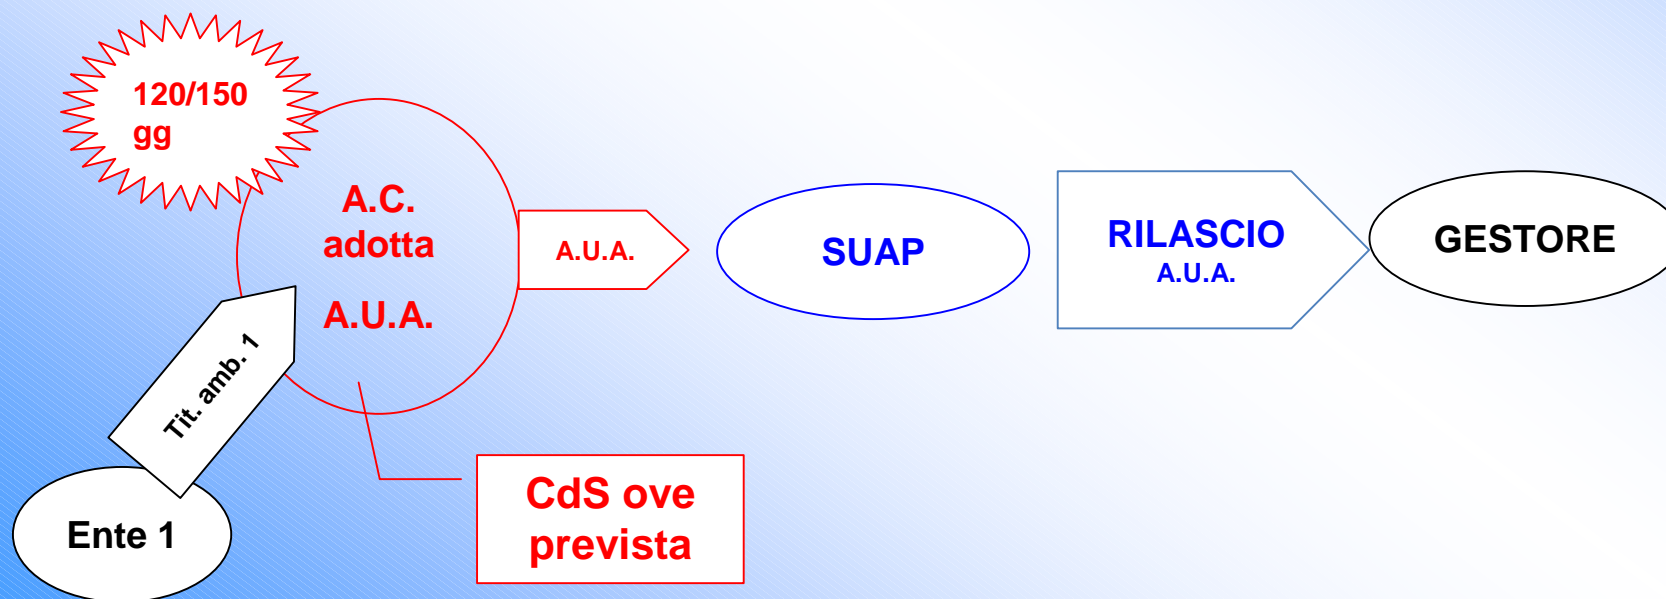 120/150
gg
A.C.
adotta
A.U.A.
A.U.A.
SUAP
RILASCIO
A.U.A.
GESTORE
Tit. amb. 1
Ente 1
CdS ove
prevista